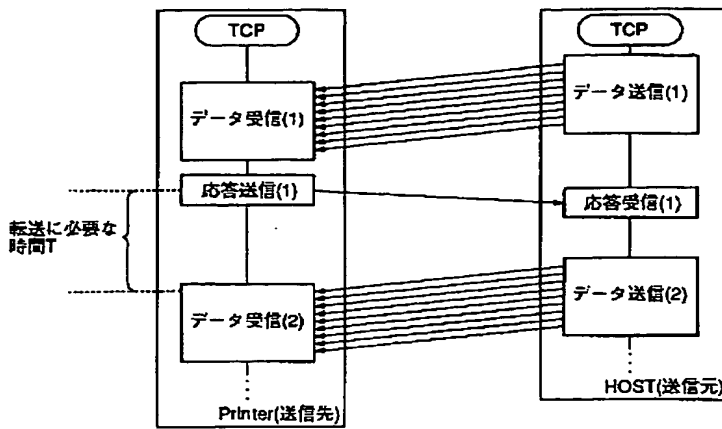 TCP
TCP
データ受信(1)
データ送信(1)
応答送信(1)
応答受信(1)
転送に必要な
時間T
データ受信(2)
データ送信(2)
Printer(送信先)
HOST(送信元)